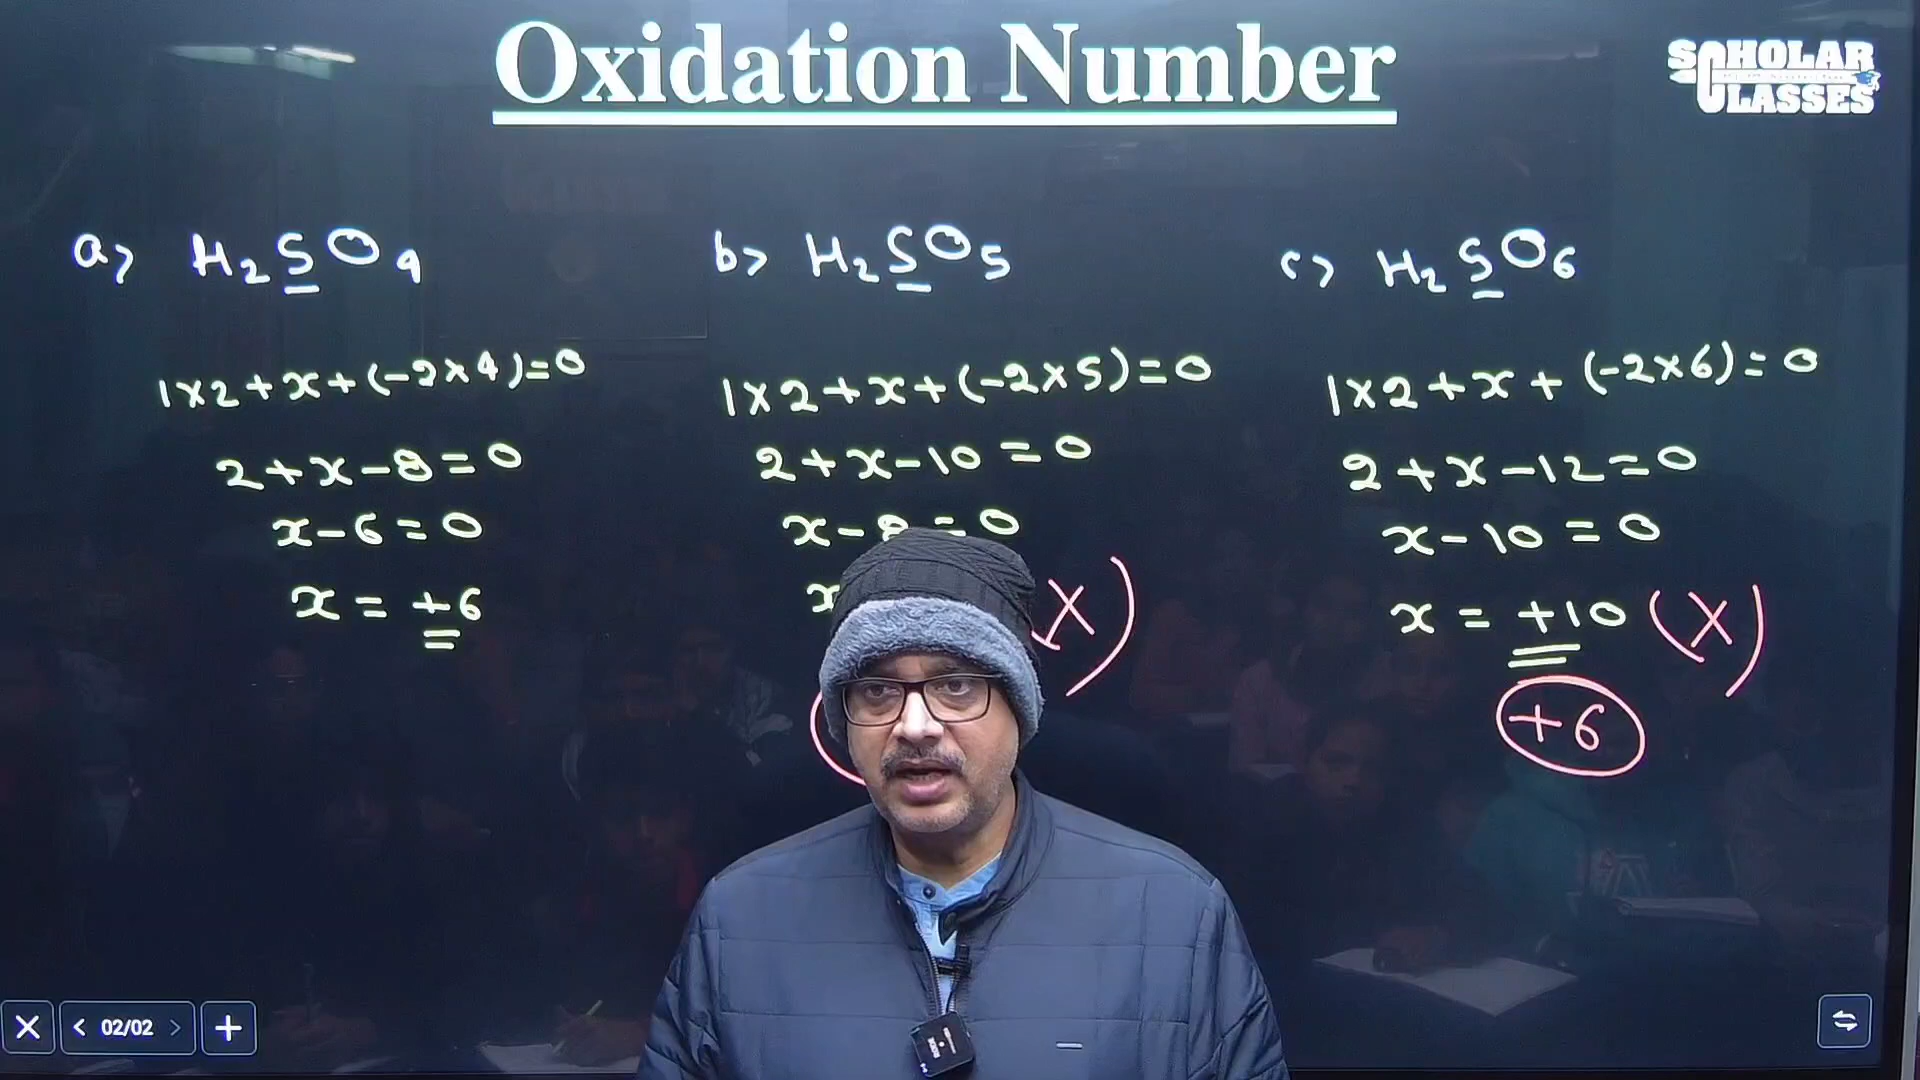 Oxidation Number
SCHOLAR
CLASSES
a) H₂SO₄
1×2+x+(-2×4)=0
2+x-8=0
x-6=0
x = +6
b) H₂SO₅
1×2+x+(-2×5)=0
2+x-10=0
x-8=0
x
(×)
c) H₂SO₆
1×2+x+(-2×6)=0
2+x-12=0
x-10=0
x = +10 (×)
+6
02/02